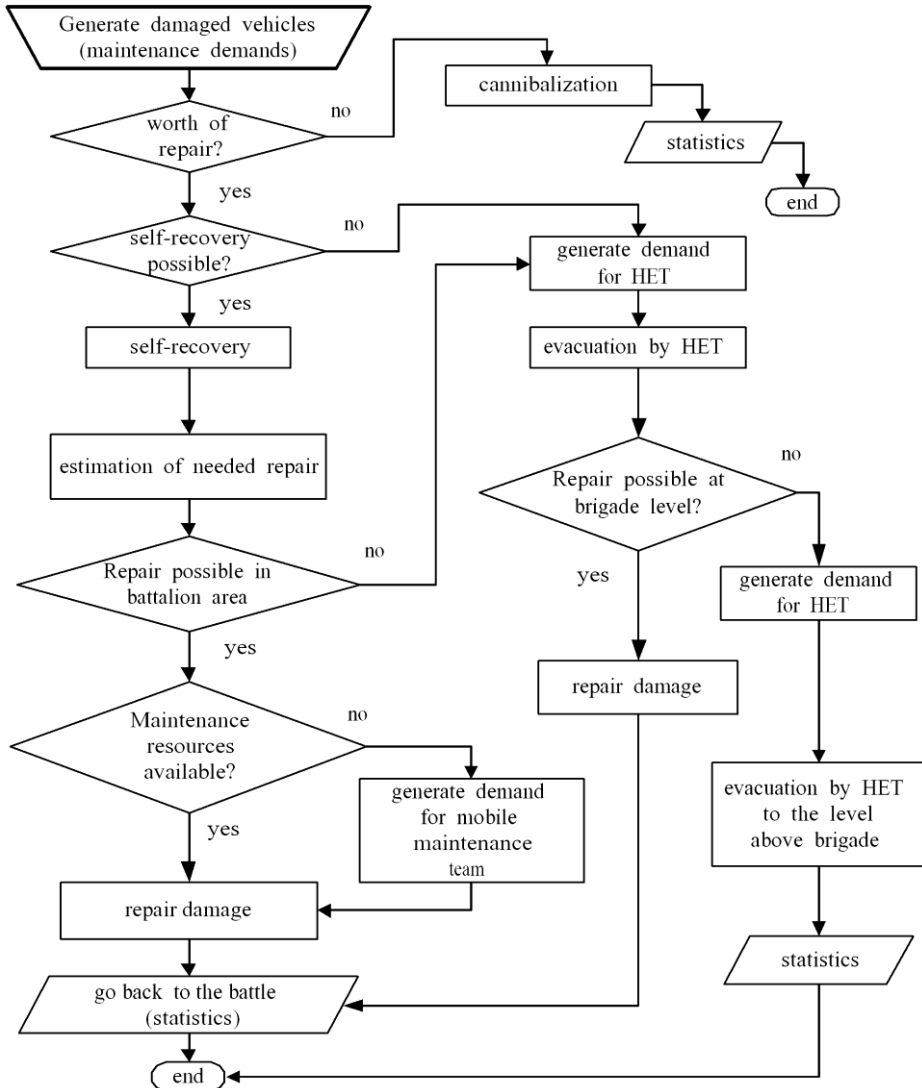 Generate damaged vehicles
(maintenance demands)
no
cannibalization
worth of
repair?
statistics
yes
end
no
self-recovery
possible?
generate demand
for HET
yes
self-recovery
evacuation by HET
estimation of needed repair
no
Repair possible at
brigade level?
no
Repair possible in
battalion area
yes
generate demand
for HET
yes
repair damage
no
Maintenance
resources
available?
generate demand
for mobile
maintenance
team
evacuation by HET
to the level
above brigade
yes
repair damage
statistics
go back to the battle
(statistics)
end